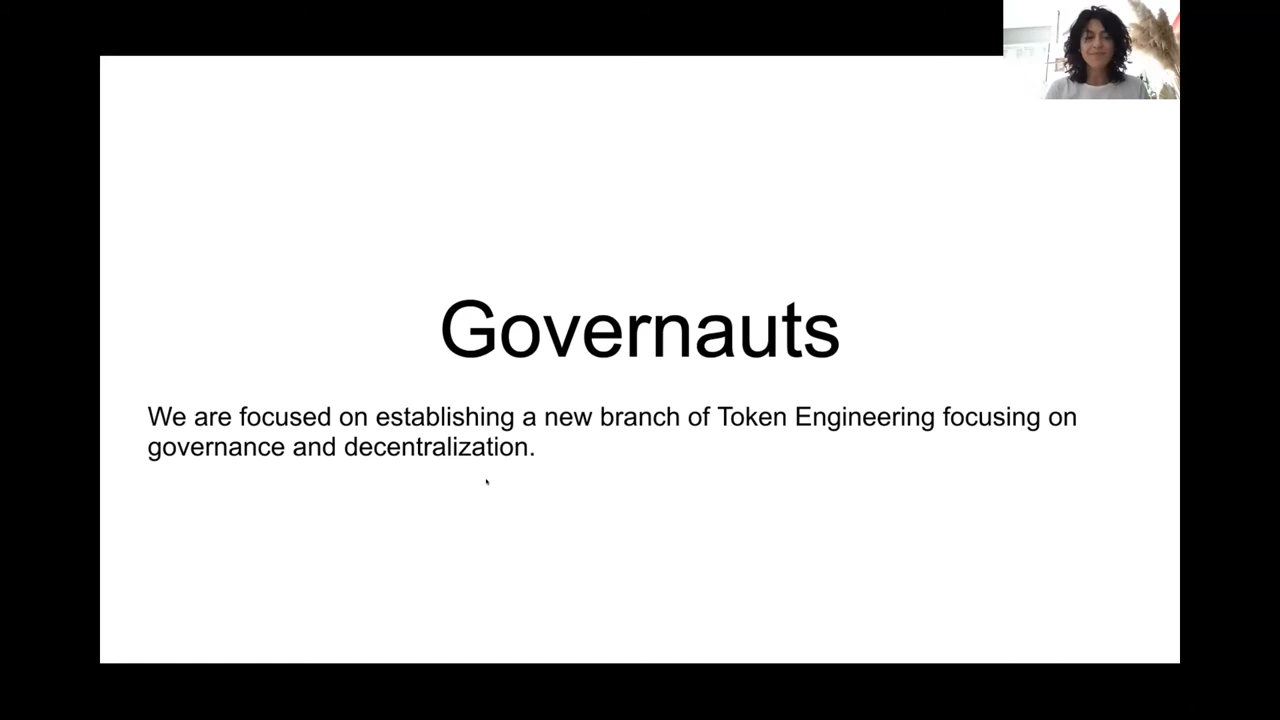 Governauts
We are focused on establishing a new branch of Token Engineering focusing on
governance and decentralization.